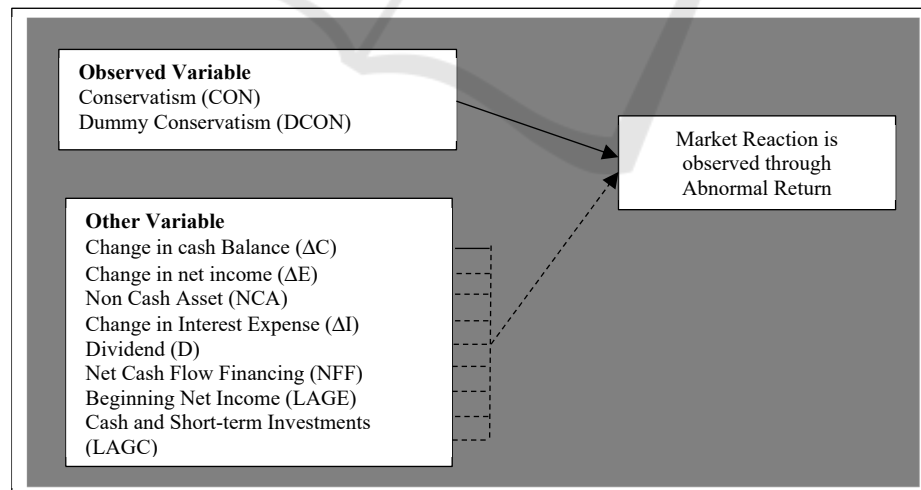 Observed Variable
Conservatism (CON)
Dummy Conservatism (DCON)
Market Reaction is
observed through
Abnormal Return
Other Variable
Change in cash Balance (ΔC)
Change in net income (ΔE)
Non Cash Asset (NCA)
Change in Interest Expense (ΔI)
Dividend (D)
Net Cash Flow Financing (NFF)
Beginning Net Income (LAGE)
Cash and Short-term Investments
(LAGC)